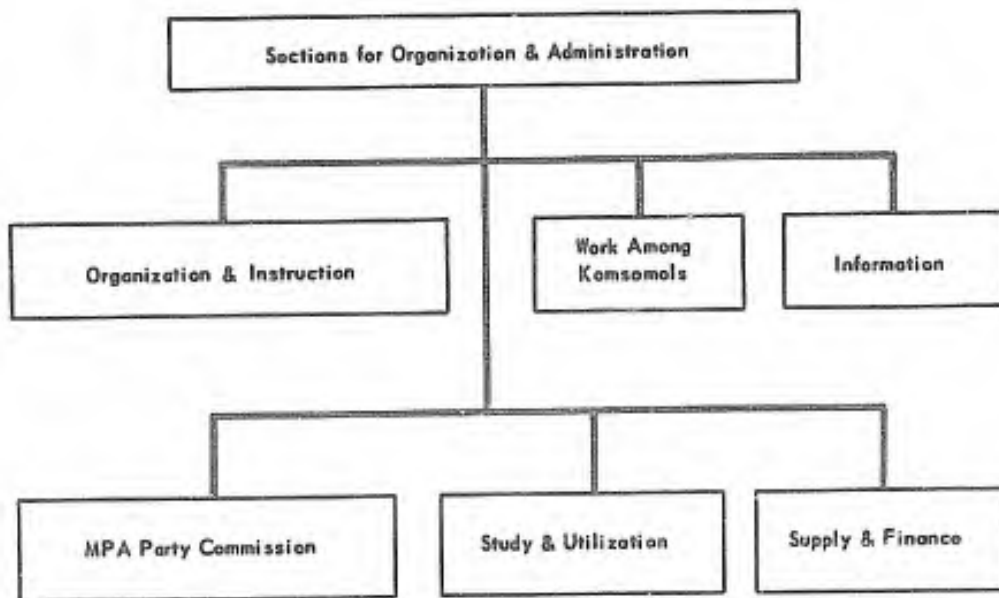 Sections for Organization & Administration
Organization & Instruction
Work Among
Komsomols
Information
MPA Party Commission
Study & Utilization
Supply & Finance